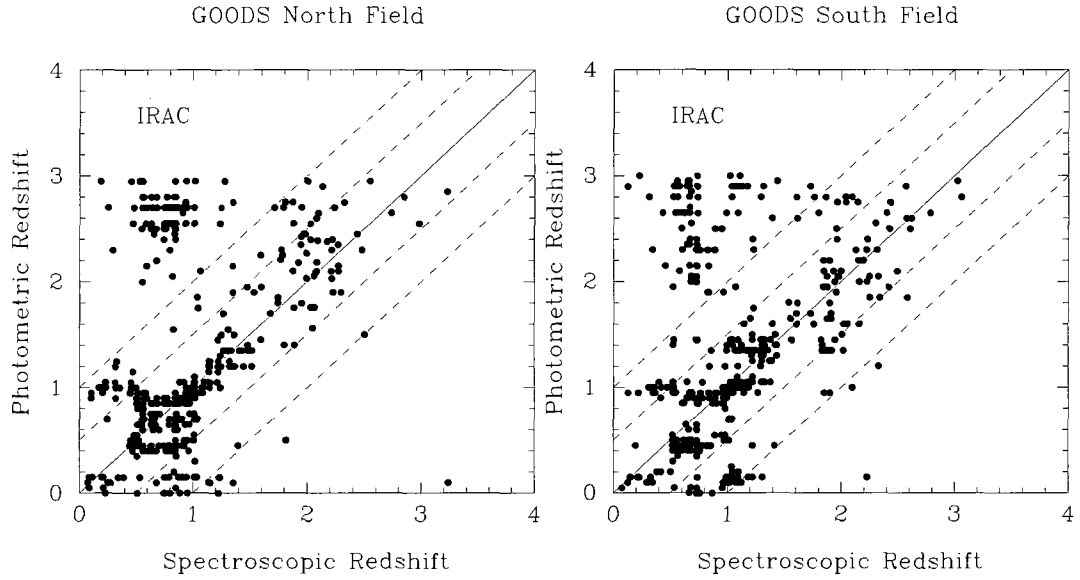 GOODS North Field
GOODS South Field
IRAC
IRAC
Photometric Redshift
4
3
2
1
0
0 1 2 3 4
Spectroscopic Redshift
Photometric Redshift
4
3
2
1
0
0 1 2 3 4
Spectroscopic Redshift